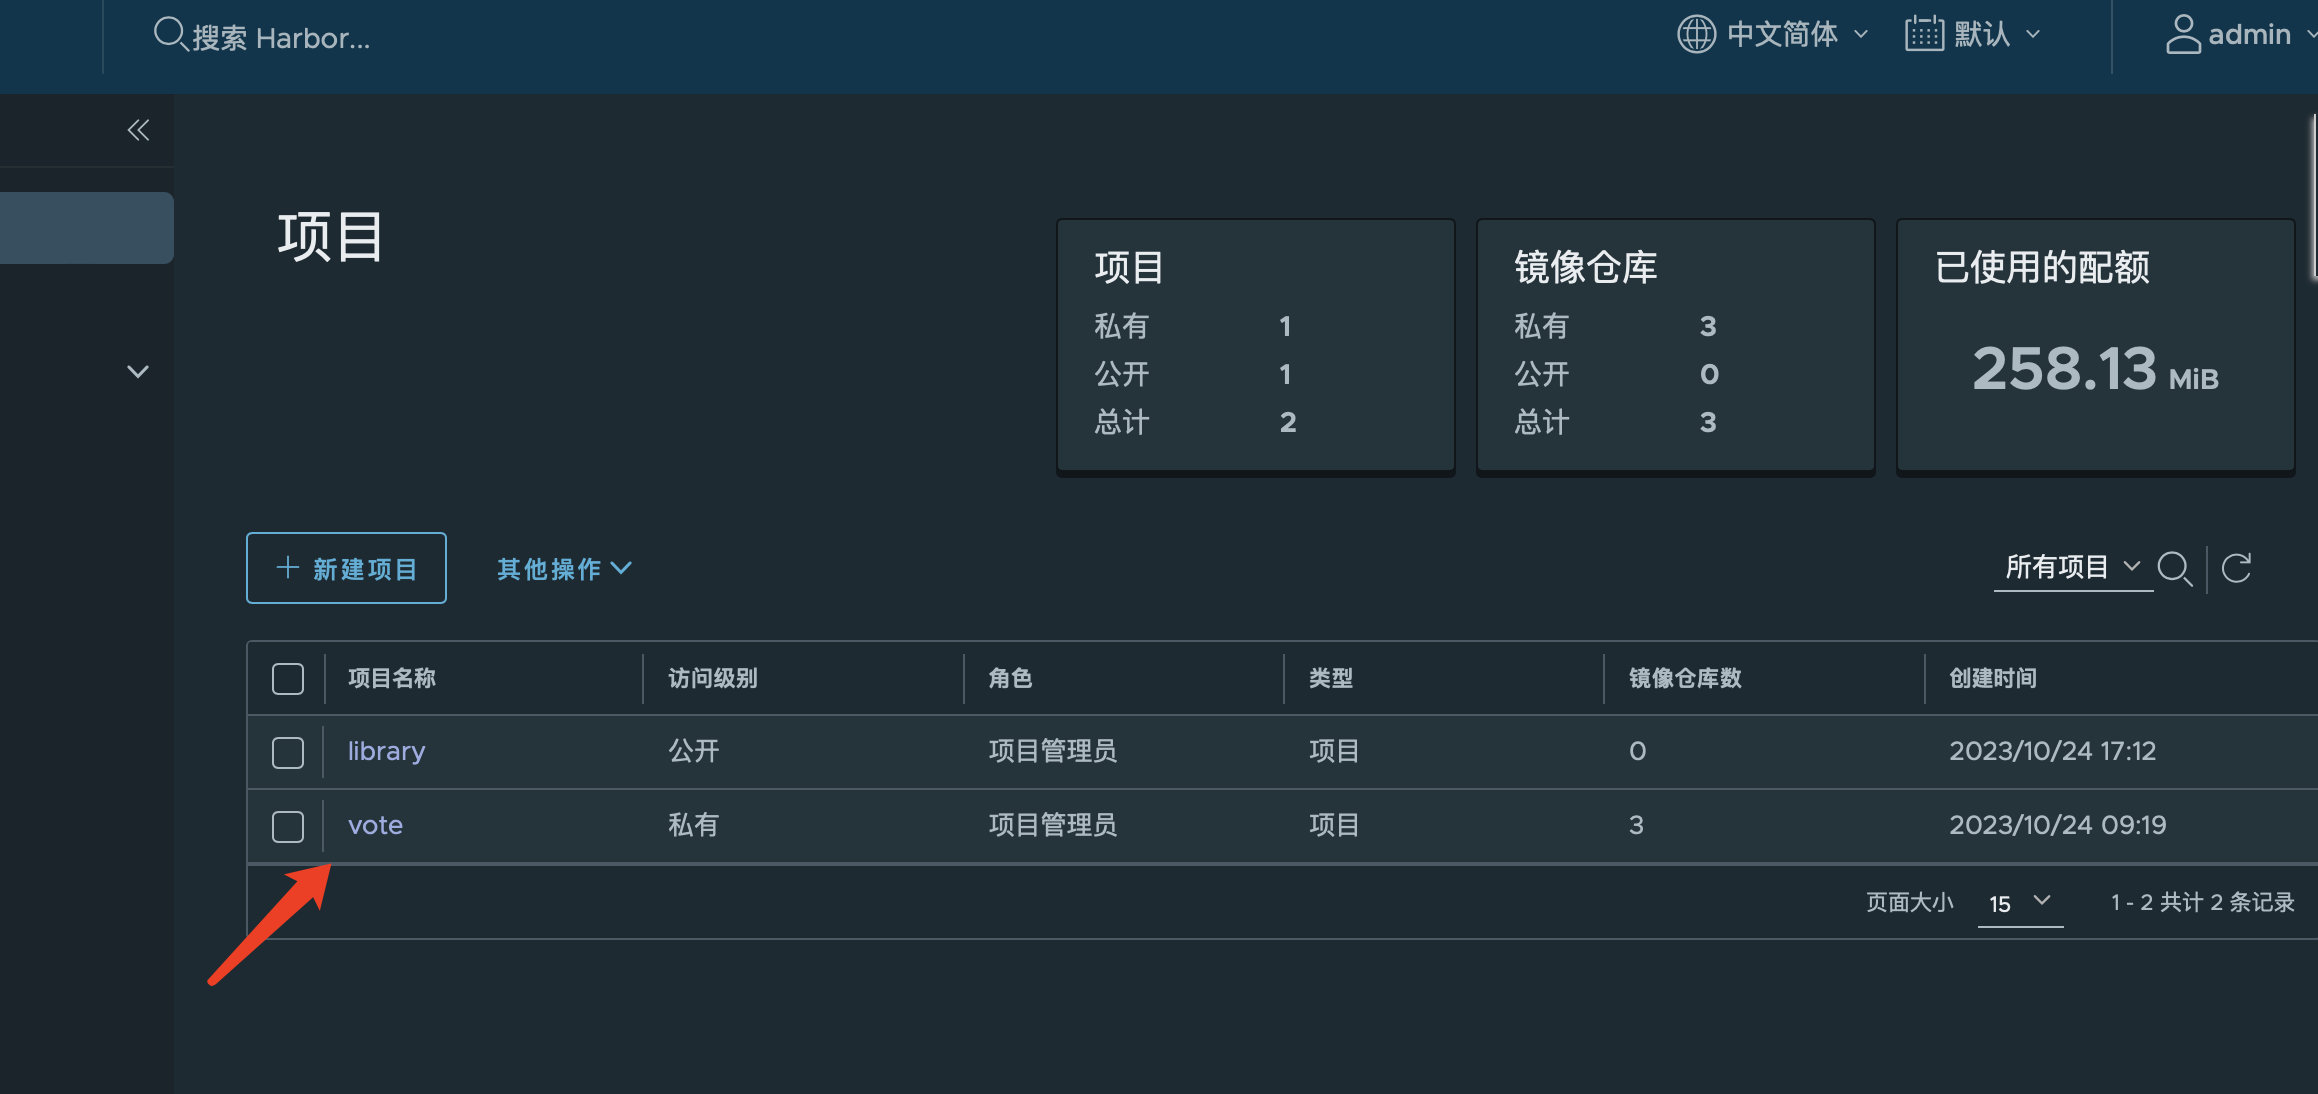 搜索 Harbor...
中文简体
默认
admin
项目
项目
私有 1
公开 1
总计 2
镜像仓库
私有 3
公开 0
总计 3
已使用的配额
258.13 MiB
新建项目
其他操作
所有项目
项目名称 访问级别 角色 类型 镜像仓库数 创建时间
library 公开 项目管理员 项目 0 2023/10/24 17:12
vote 私有 项目管理员 项目 3 2023/10/24 09:19
页面大小 15 1 - 2 共计 2 条记录